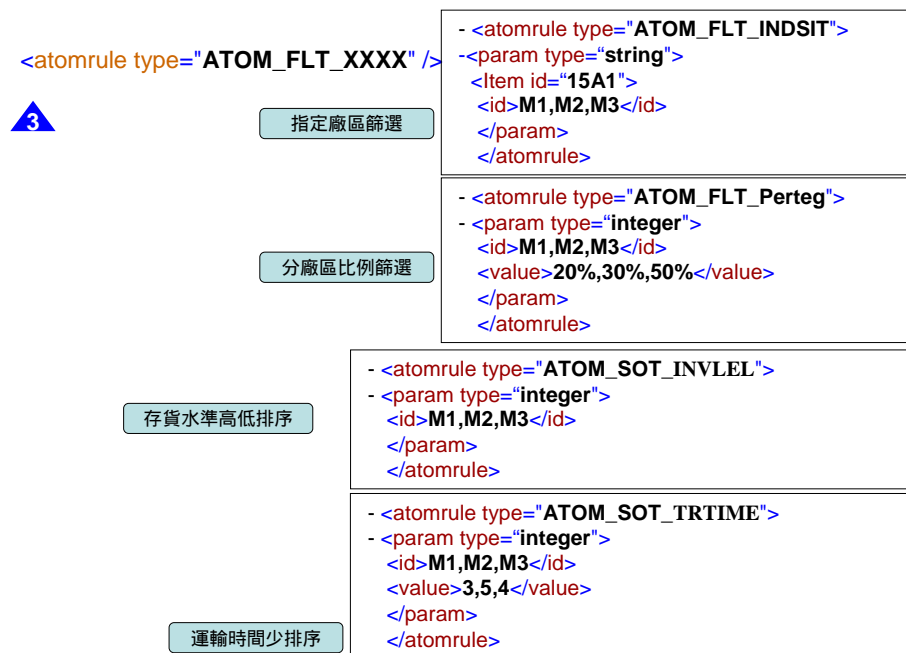 <atomrule type="ATOM_FLT_XXXX" />
3
指定廠區篩選
- <atomrule type="ATOM_FLT_INDSIT">
-<param type=“string">
<Item id=“15A1">
<id>M1,M2,M3</id>
</param>
</atomrule>
分廠區比例篩選
- <atomrule type="ATOM_FLT_Perteg">
- <param type=“integer">
<id>M1,M2,M3</id>
<value>20%,30%,50%</value>
</param>
</atomrule>
存貨水準高低排序
- <atomrule type="ATOM_SOT_INVLEL">
- <param type=“integer">
<id>M1,M2,M3</id>
</param>
</atomrule>
運輸時間少排序
- <atomrule type="ATOM_SOT_TRTIME">
- <param type=“integer">
<id>M1,M2,M3</id>
<value>3,5,4</value>
</param>
</atomrule>